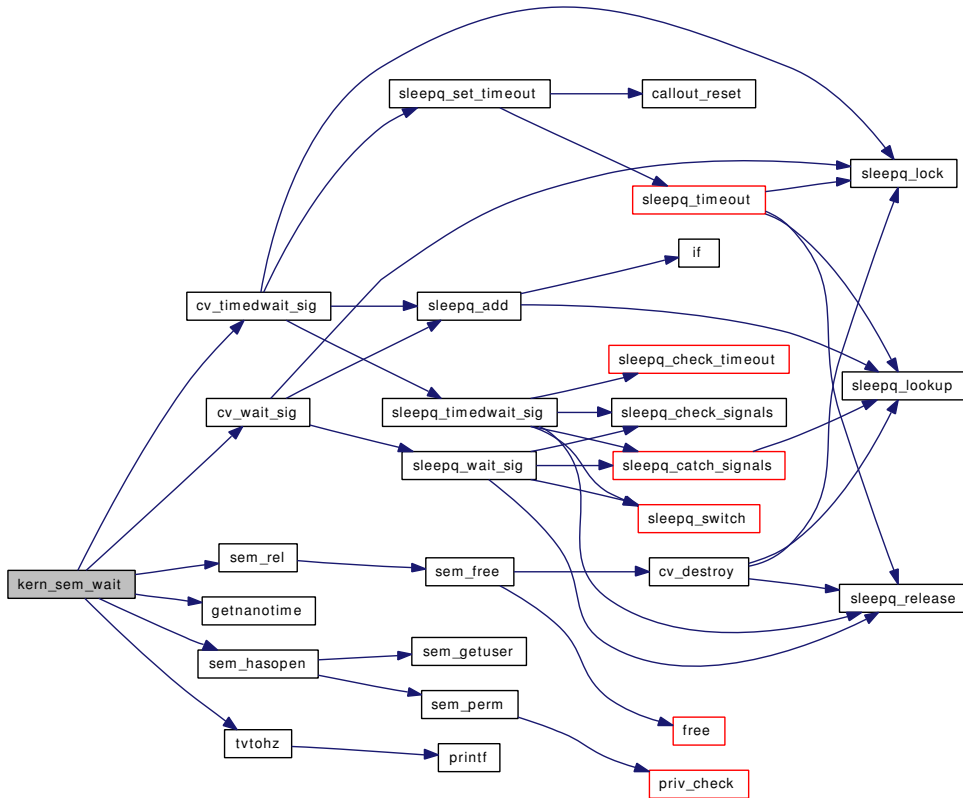 sleepq_set_timeout
callout_reset
sleepq_lock
sleepq_timeout
if
cv_timedwait_sig
sleepq_add
sleepq_check_timeout
sleepq_lookup
cv_wait_sig
sleepq_timedwait_sig
sleepq_check_signals
sleepq_wait_sig
sleepq_catch_signals
sleepq_switch
sem_rel
sem_free
cv_destroy
kern_sem_wait
getnanotime
sleepq_release
sem_hasopen
sem_getuser
sem_perm
free
tvtohz
printf
priv_check